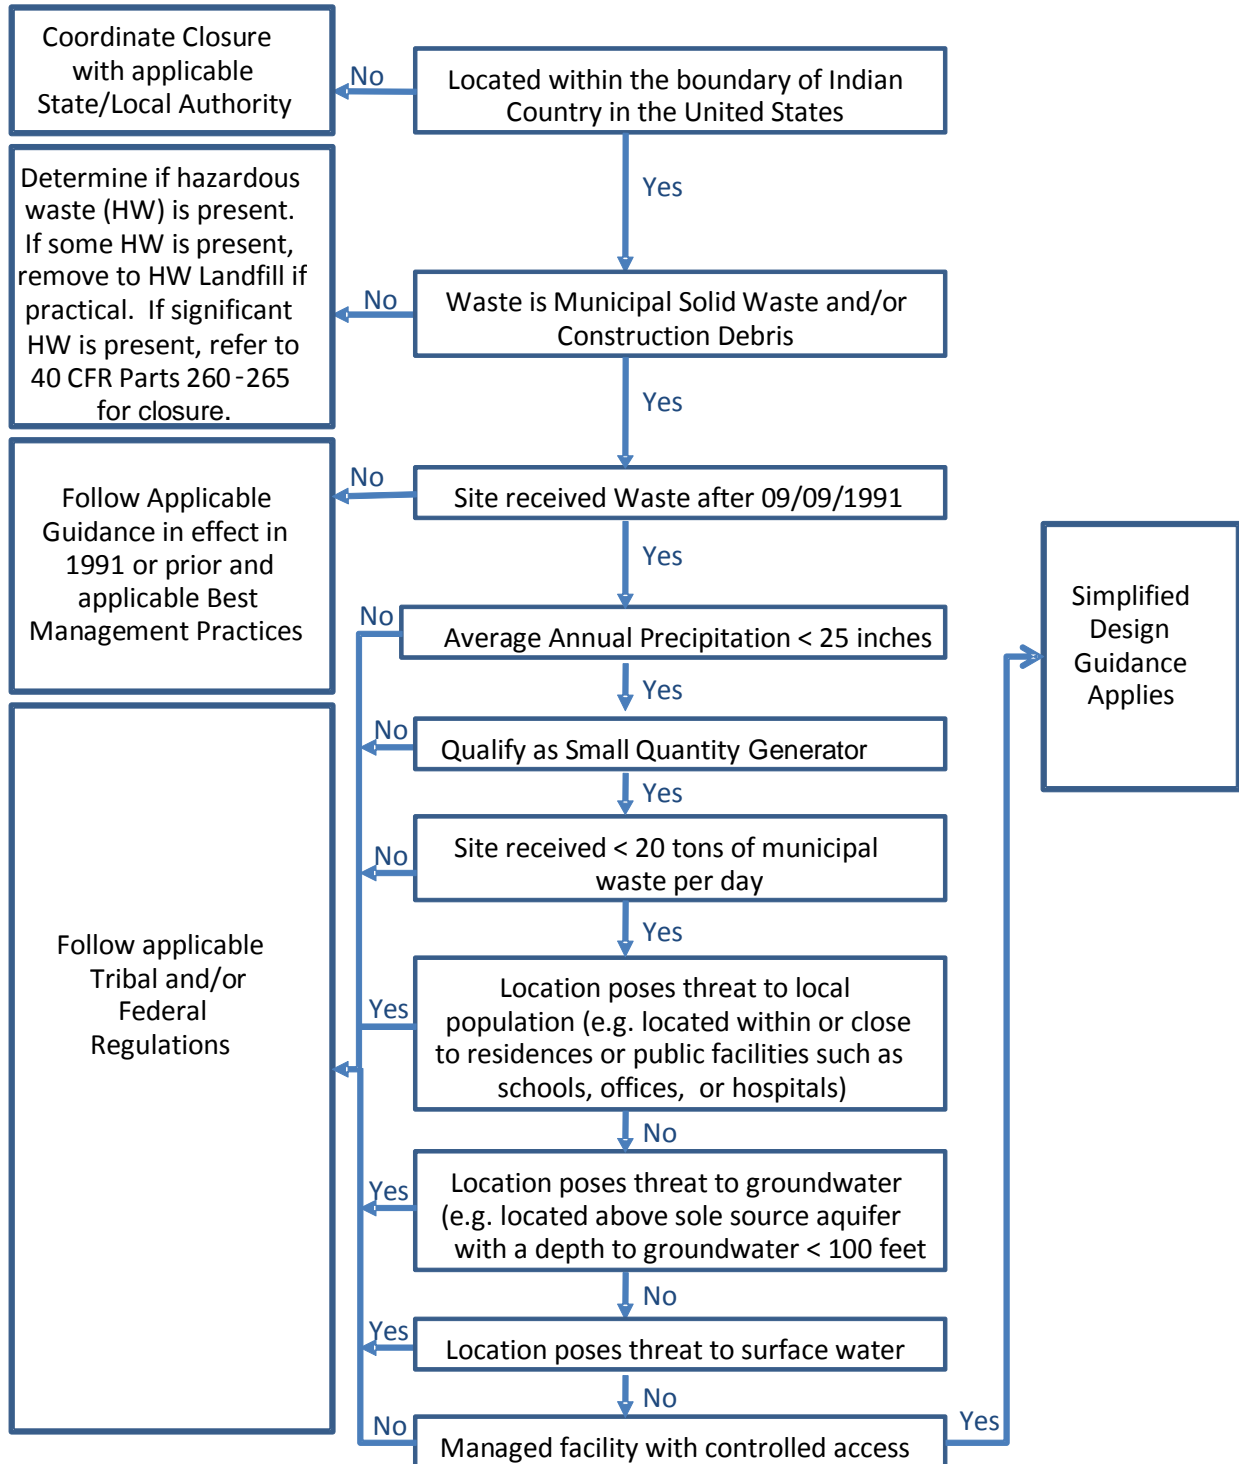 Coordinate Closure
with applicable
State/Local Authority
No
Located within the boundary of Indian
Country in the United States
Yes
Determine if hazardous
waste (HW) is present.
If some HW is present,
remove to HW Landfill if
practical.  If significant
HW is present, refer to
40 CFR Parts 260-265
for closure.
No
Waste is Municipal Solid Waste and/or
Construction Debris
Yes
Follow Applicable
Guidance in effect in
1991 or prior and
applicable Best
Management Practices
No
Site received Waste after 09/09/1991
Yes
No
Average Annual Precipitation < 25 inches
Yes
No
Qualify as Small Quantity Generator
Yes
No
Site received < 20 tons of municipal
waste per day
Yes
Follow applicable
Tribal and/or
Federal
Regulations
Yes
Location poses threat to local
population (e.g. located within or close
to residences or public facilities such as
schools, offices,  or hospitals)
No
Yes
Location poses threat to groundwater
(e.g. located above sole source aquifer
with a depth to groundwater < 100 feet
No
Yes
Location poses threat to surface water
No
No
Managed facility with controlled access
Yes
Simplified
Design
Guidance
Applies